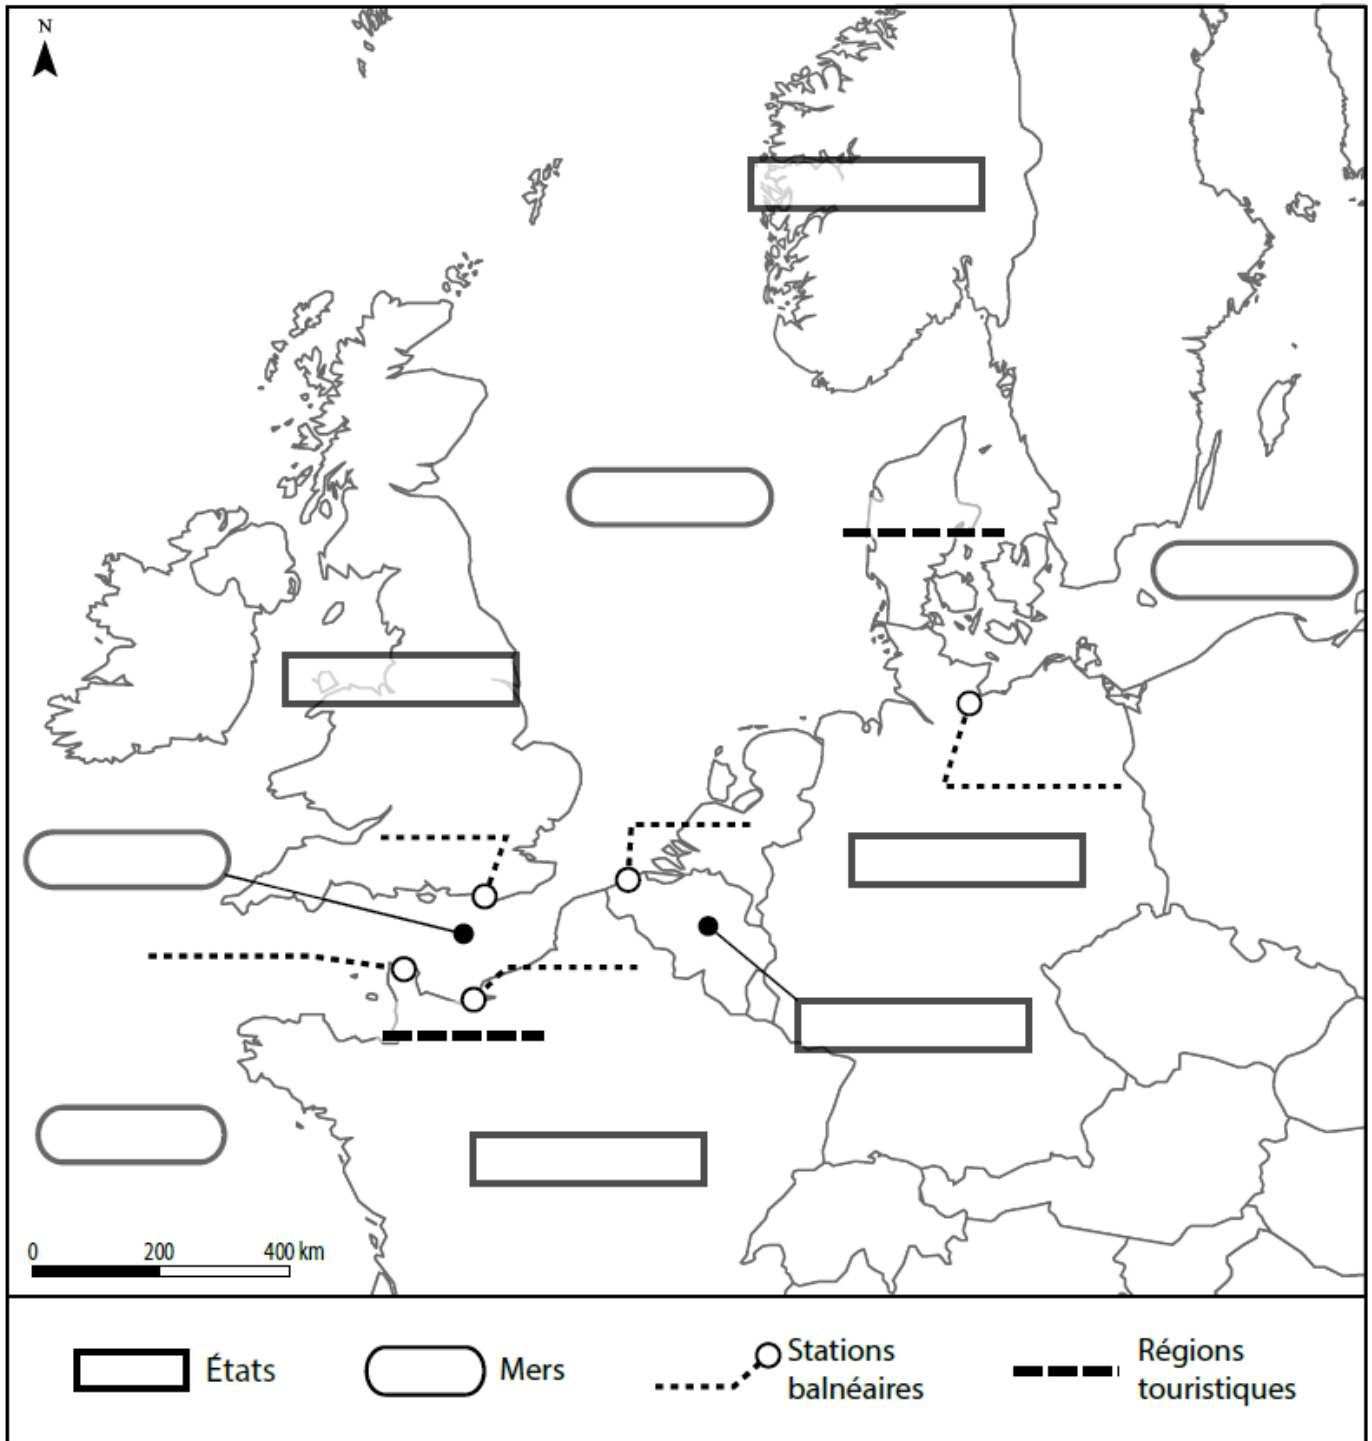 N
0 200 400 km
États
Mers
Stations
balnéaires
Régions
touristiques